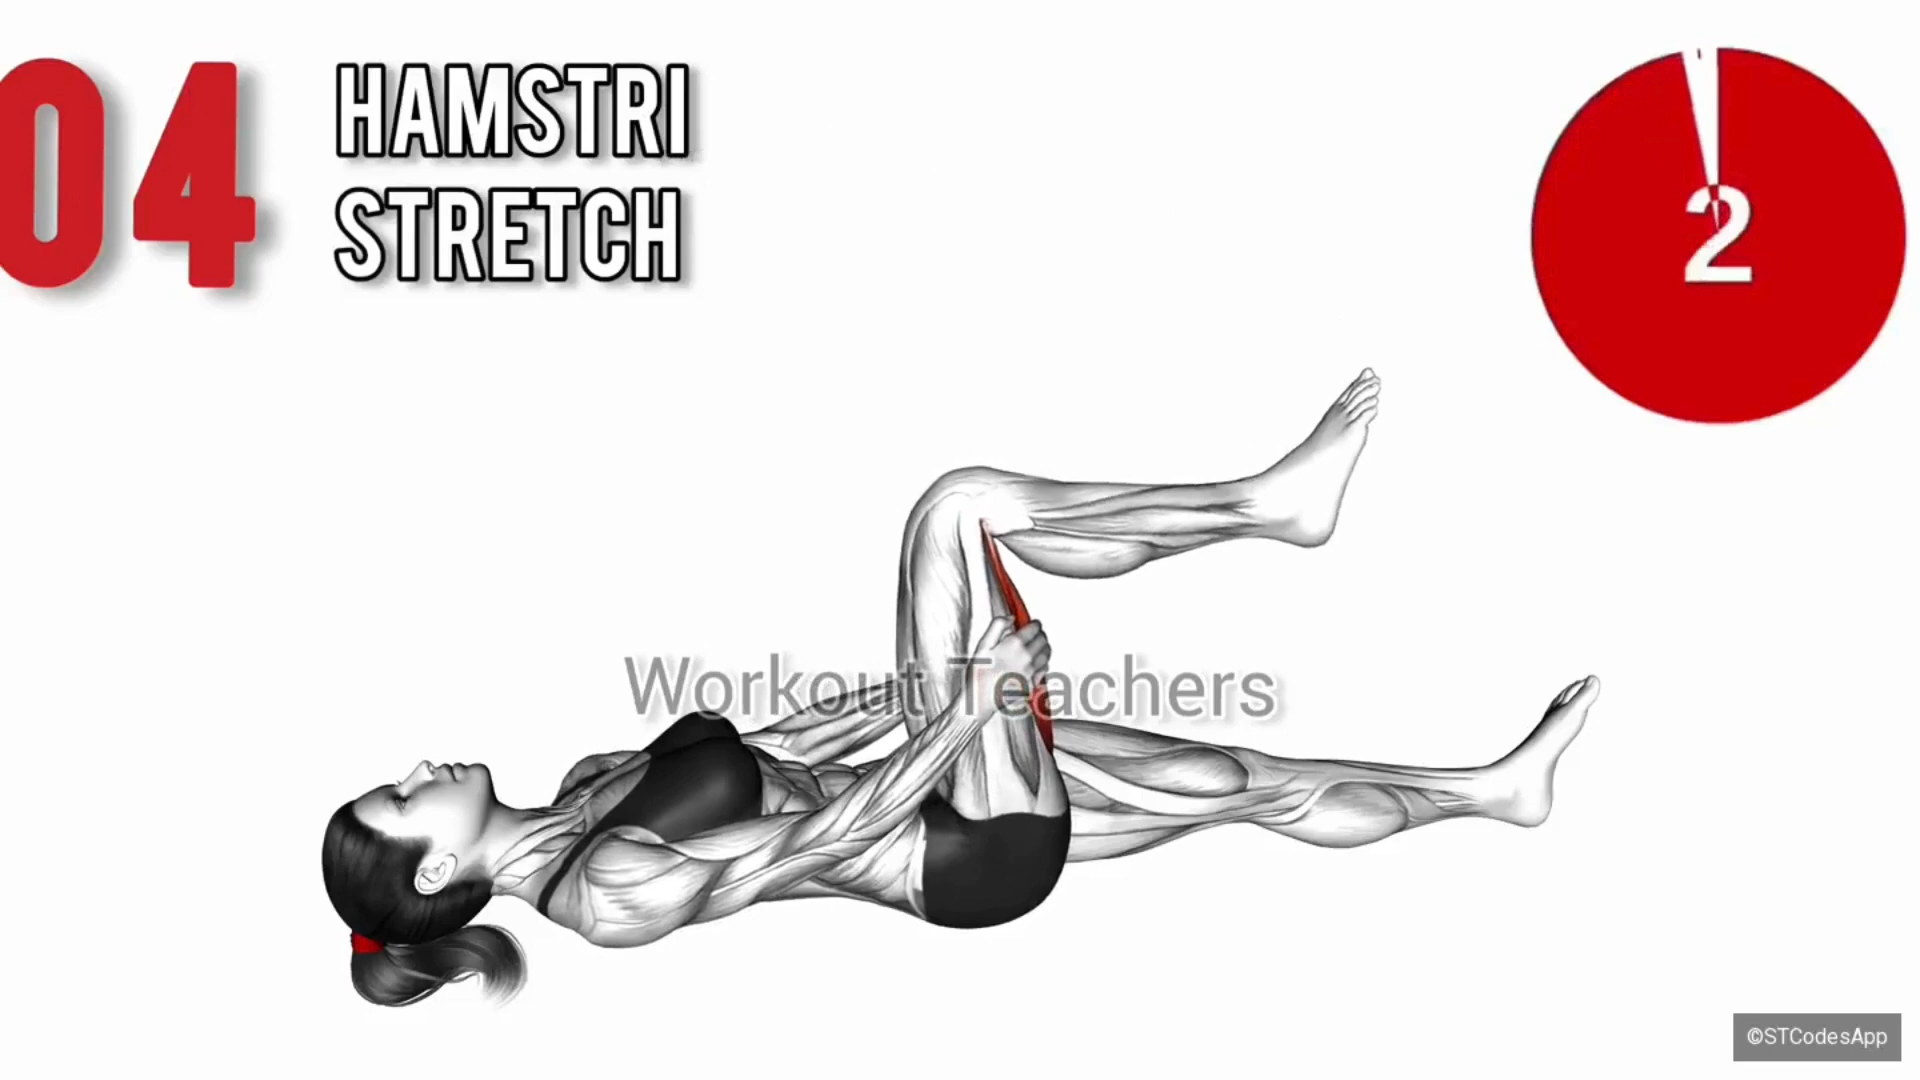 04
HAMSTRI
STRETCH
2
Workout Teachers
©STCodesApp